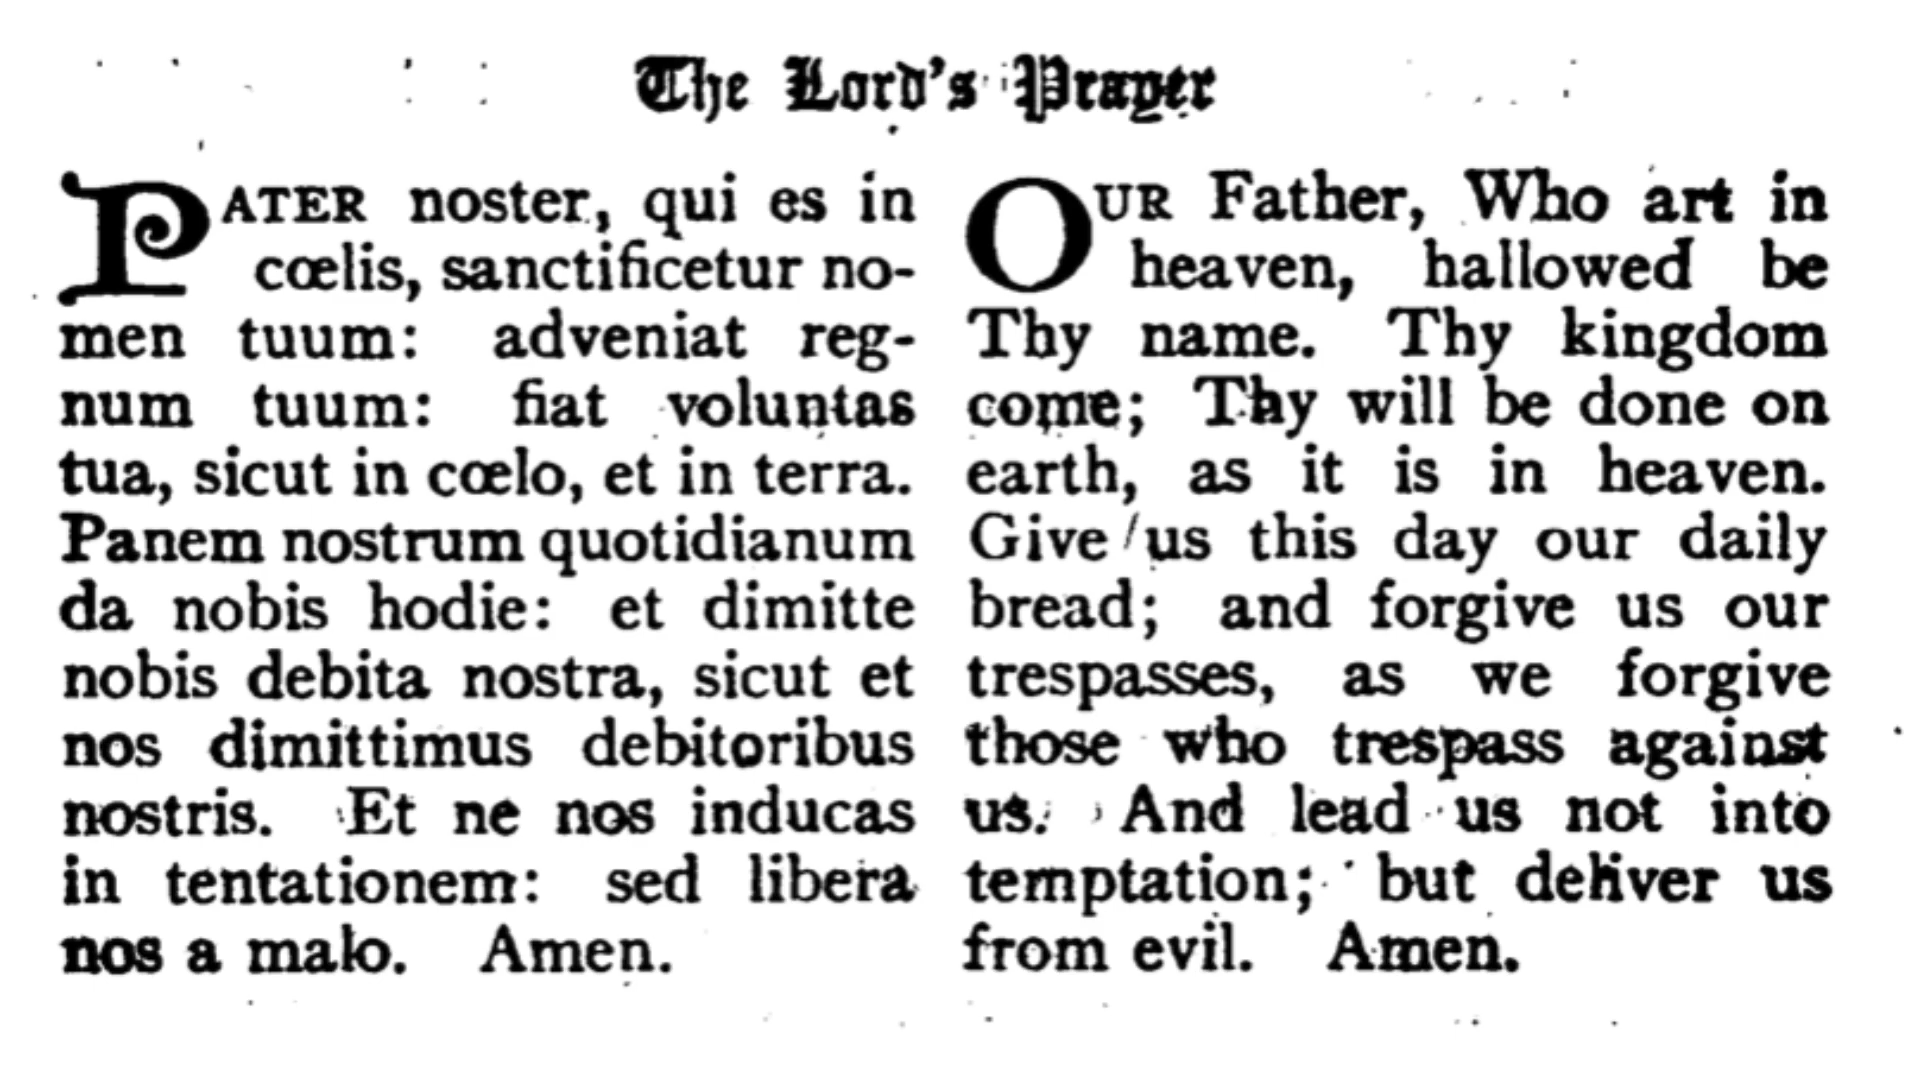 The Lord's Prayer
PATER noster, qui es in
cœlis, sanctificetur no-
men tuum: adveniat reg-
num tuum: fiat voluntas
tua, sicut in cœlo, et in terra.
Panem nostrum quotidianum
da nobis hodie: et dimitte
nobis debita nostra, sicut et
nos dimittimus debitoribus
nostris. Et ne nos inducas
in tentationem: sed libera
nos a malo. Amen.
OUR Father, Who art in
heaven, hallowed be
Thy name. Thy kingdom
come; Thy will be done on
earth, as it is in heaven.
Give us this day our daily
bread; and forgive us our
trespasses, as we forgive
those who trespass against
us. And lead us not into
temptation; but deliver us
from evil. Amen.